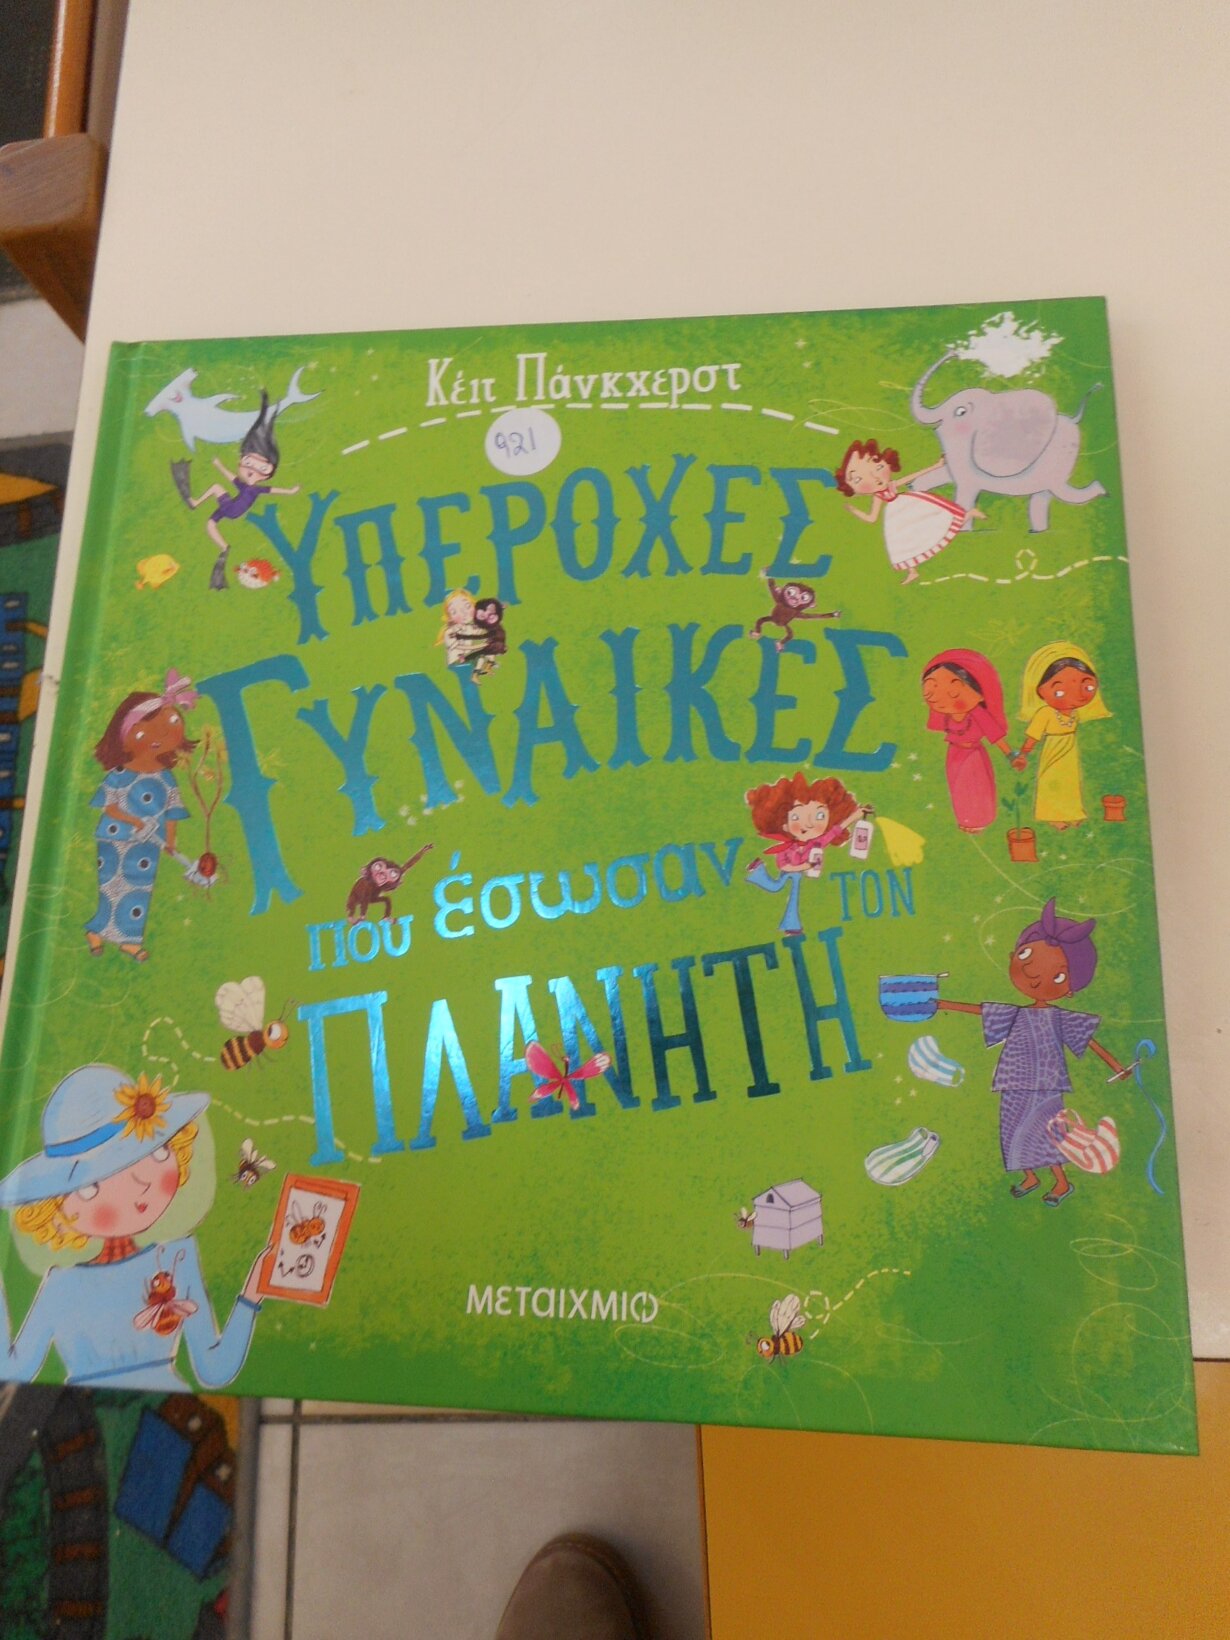 Κέιτ Πάνκχερστ
921
ΥΠΕΡΟΧΕΣ
ΓΥΝΑΙΚΕΣ
που έσωσαν ΤΟΝ
ΠΛΑΝΗΤΗ
ΜΕΤΑΙΧΜΙΟ